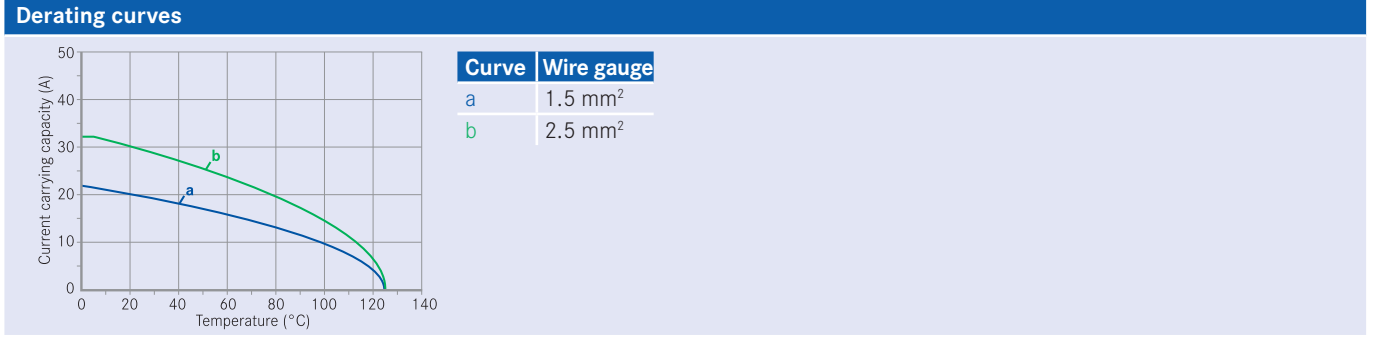 Derating curves
Current carrying capacity (A)
50
40
30
20
10
0
b
a
0 20 40 60 80 100 120 140
Temperature (°C)
Curve Wire gauge
a 1.5 mm²
b 2.5 mm²